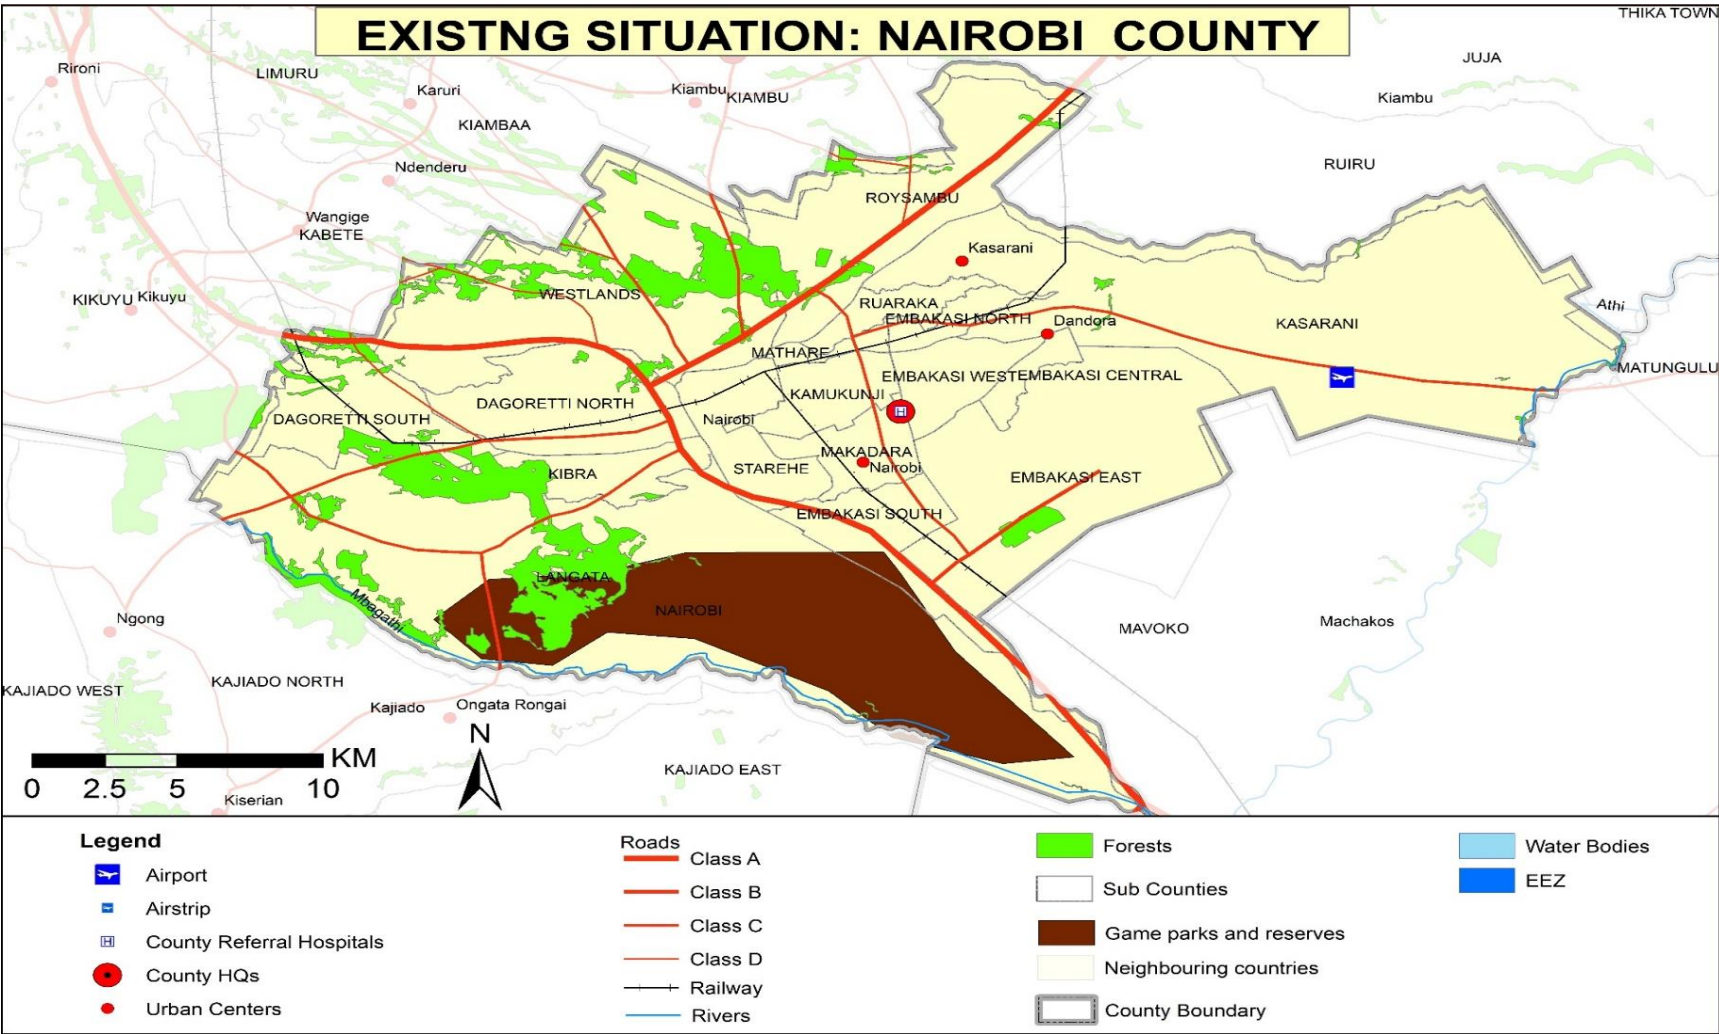 EXISTNG SITUATION: NAIROBI COUNTY
THIKA TOWN
JUJA
Rironi
LIMURU
Karuri
Kiambu
KIAMBU
Kiambu
KIAMBAA
Ndenderu
RUIRU
ROYSAMBU
Wangige
KABETE
Kasarani
KIKUYU
Kikuyu
WESTLANDS
RUARAKA
EMBAKASI NORTH
Dandora
KASARANI
Athi
MATHARE
MATUNGULU
EMBAKASI WEST
EMBAKASI CENTRAL
KAMUKUNJI
DAGORETTI NORTH
DAGORETTI SOUTH
Nairobi
MAKADARA
Nairobi
STAREHE
KIBRA
EMBAKASI EAST
EMBAKASI SOUTH
LANGATA
NAIROBI
Mbagathi
Ngong
MAVOKO
Machakos
KAJIADO WEST
KAJIADO NORTH
Kajiado
Ongata Rongai
KAJIADO EAST
N
KM
0 2.5 5 10
Kiserian
Legend
Airport
Airstrip
H County Referral Hospitals
County HQs
Urban Centers
Roads
Class A
Class B
Class C
Class D
Railway
Rivers
Forests
Sub Counties
Game parks and reserves
Neighbouring countries
County Boundary
Water Bodies
EEZ